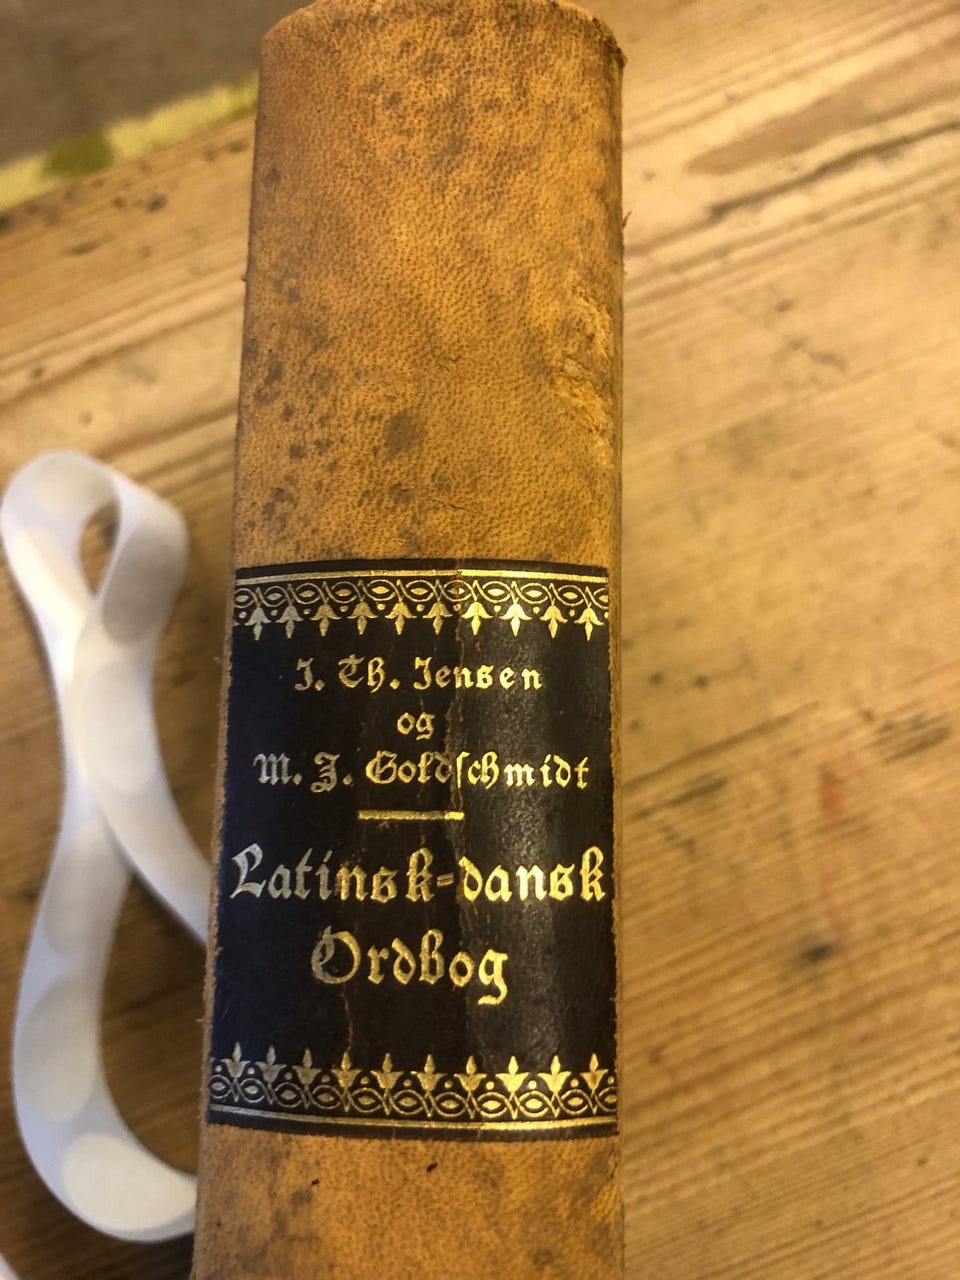 J. Th. Jensen
og
M. J. Goldschmidt
Latinsk-dansk
Ordbog